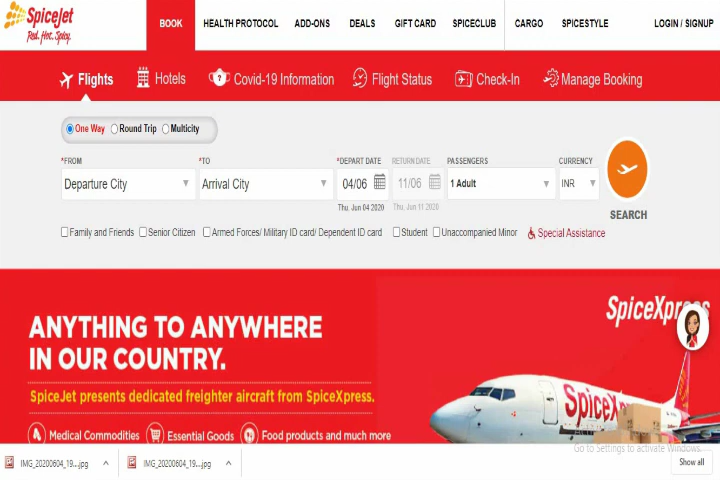 SpiceJet
Red. Hot. Spicy.
BOOK
HEALTH PROTOCOL
ADD-ONS
DEALS
GIFT CARD
SPICECLUB
CARGO
SPICESTYLE
LOGIN / SIGNUP
Flights
Hotels
Covid-19 Information
Flight Status
Check-In
Manage Booking
One Way
Round Trip
Multicity
*FROM
*TO
*DEPART DATE
RETURN DATE
PASSENGERS
CURRENCY
Departure City
Arrival City
04/06
11/06
1 Adult
INR
Thu, Jun 04 2020
Thu, Jun 11 2020
SEARCH
Family and Friends
Senior Citizen
Armed Forces/ Military ID card/ Dependent ID card
Student
Unaccompanied Minor
Special Assistance
ANYTHING TO ANYWHERE
IN OUR COUNTRY.
SpiceJet presents dedicated freighter aircraft from SpiceXpress.
Medical Commodities
Essential Goods
Food products and much more
Go to Settings to activate Windows.
IMG_20200604_19....jpg
IMG_20200604_19....jpg
Show all